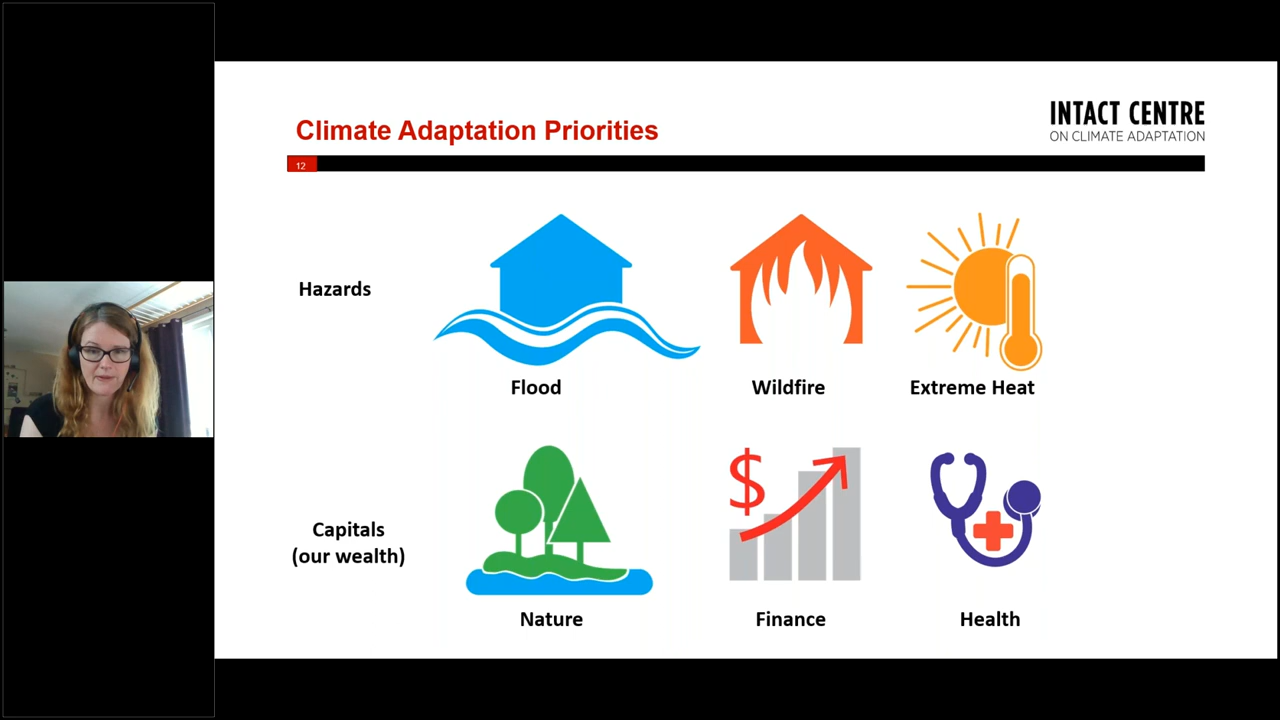 Climate Adaptation Priorities
INTACT CENTRE
ON CLIMATE ADAPTATION
12
Hazards
Flood
Wildfire
Extreme Heat
$
Capitals
(our wealth)
Nature
Finance
Health